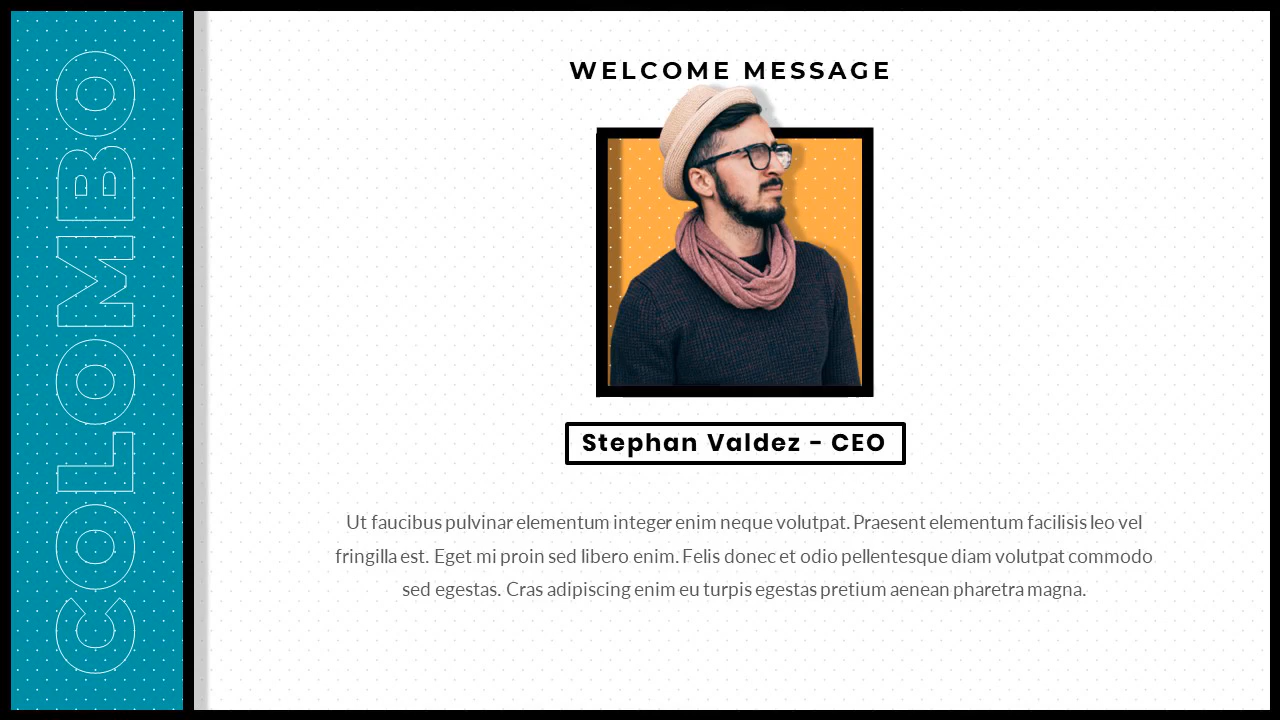 COLOMBO
WELCOME MESSAGE
Stephan Valdez - CEO
Ut faucibus pulvinar elementum integer enim neque volutpat. Praesent elementum facilisis leo vel
fringilla est. Eget mi proin sed libero enim. Felis donec et odio pellentesque diam volutpat commodo
sed egestas. Cras adipiscing enim eu turpis egestas pretium aenean pharetra magna.